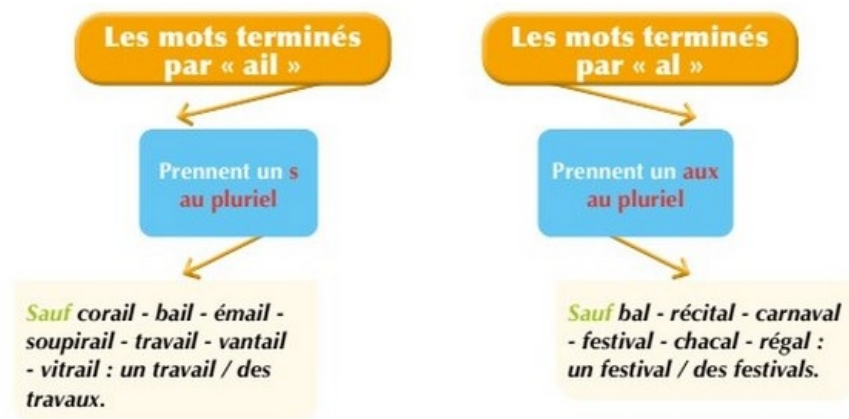 Les mots terminés
par « ail »
Prennent un s
au pluriel
Sauf corail - bail - émail -
soupirail - travail - vantail
- vitrail : un travail / des
travaux.
Les mots terminés
par « al »
Prennent un aux
au pluriel
Sauf bal - récital - carnaval
- festival - chacal - régal :
un festival / des festivals.